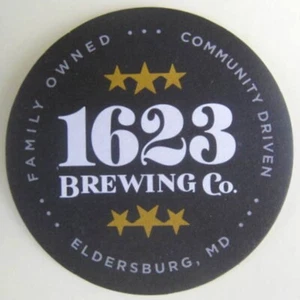 FAMILY OWNED ••• COMMUNITY DRIVEN
1623
BREWING CO.
••• ELDERSBURG, MD •••